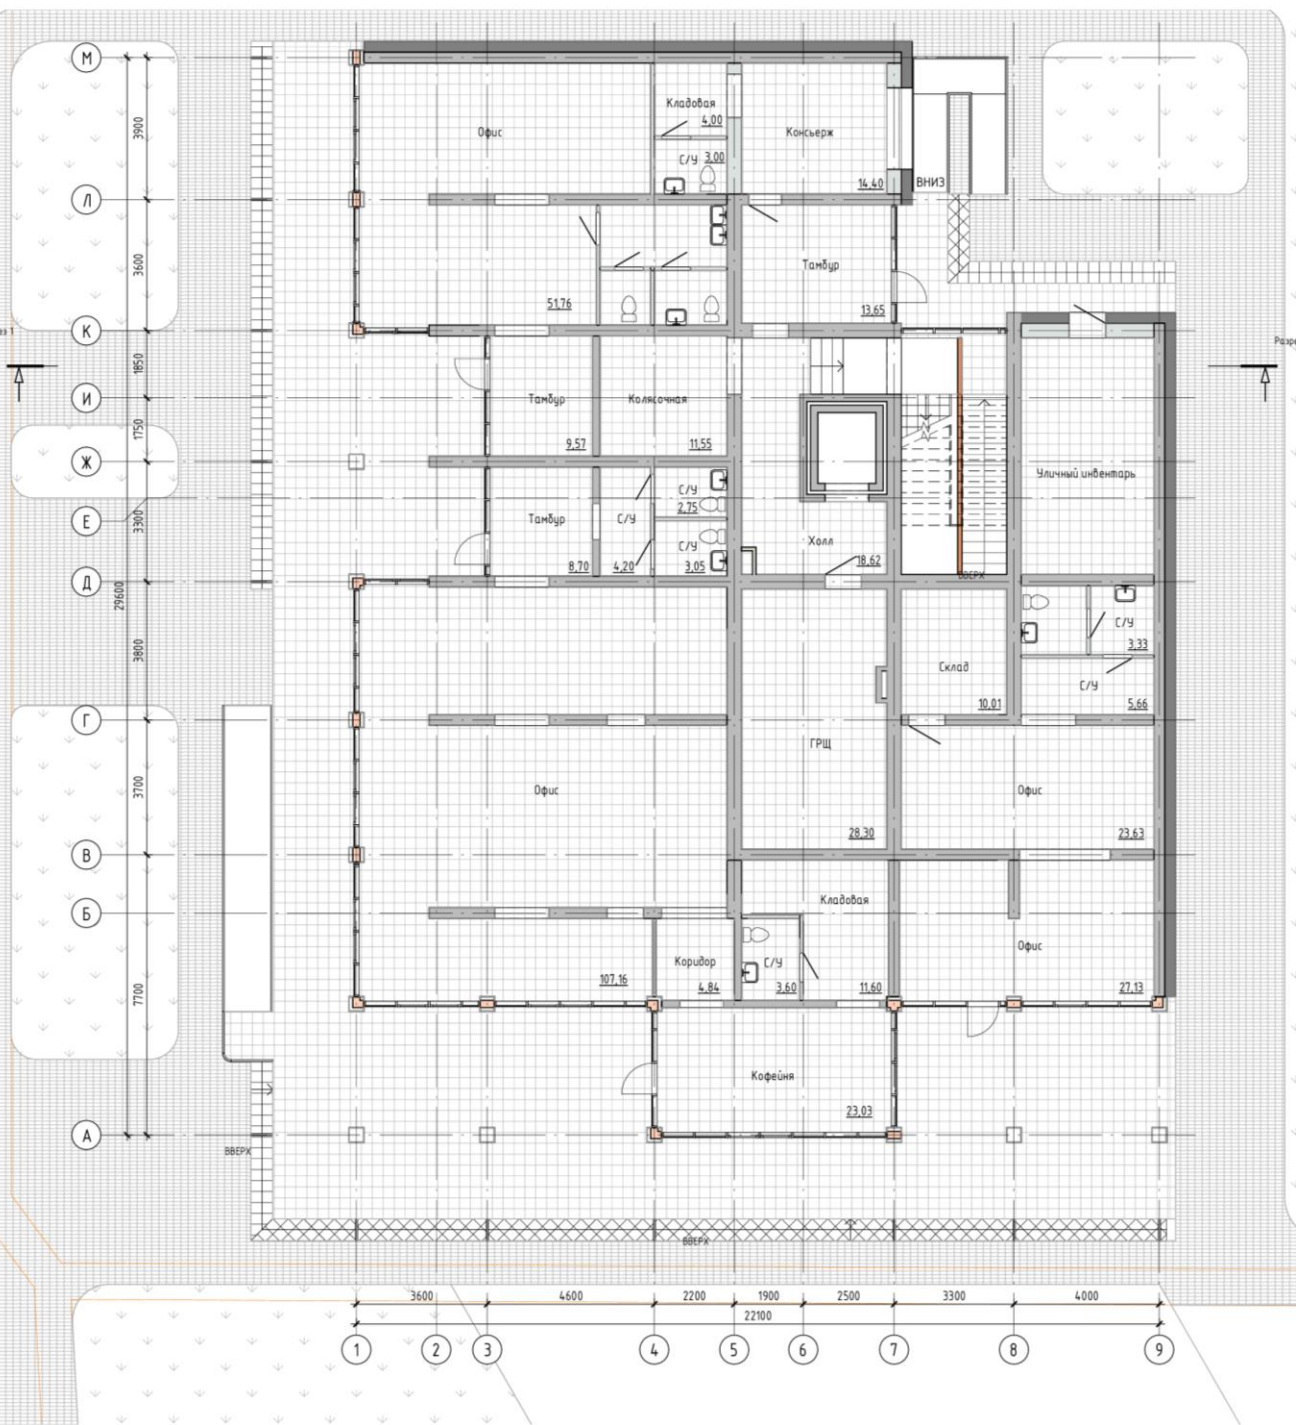 М
3900
Офис
Кладовая
4,00
С/У 3,00
Консьерж
14,40
ВНИЗ
Л
3600
51,76
Тамбур
13,65
К
1850
Разре
И
1750
Тамбур
9,57
Колясочная
11,55
Ж
Уличный инвентарь
Е
3300
Тамбур
8,70
С/У
4,20
С/У
2,75
С/У
3,05
Холл
18,62
ВВЕРХ
Д
29600
3800
С/У
3,33
Склад
10,01
С/У
5,66
Г
3700
Офис
ГРЩ
28,30
Офис
23,63
В
Б
7700
107,16
Коридор
4,84
С/У
3,60
Кладовая
11,60
Офис
27,13
Кофейня
23,03
А
ВВЕРХ
ВВЕРХ
3600 4600 2200 1900 2500 3300 4000
22100
1 2 3 4 5 6 7 8 9